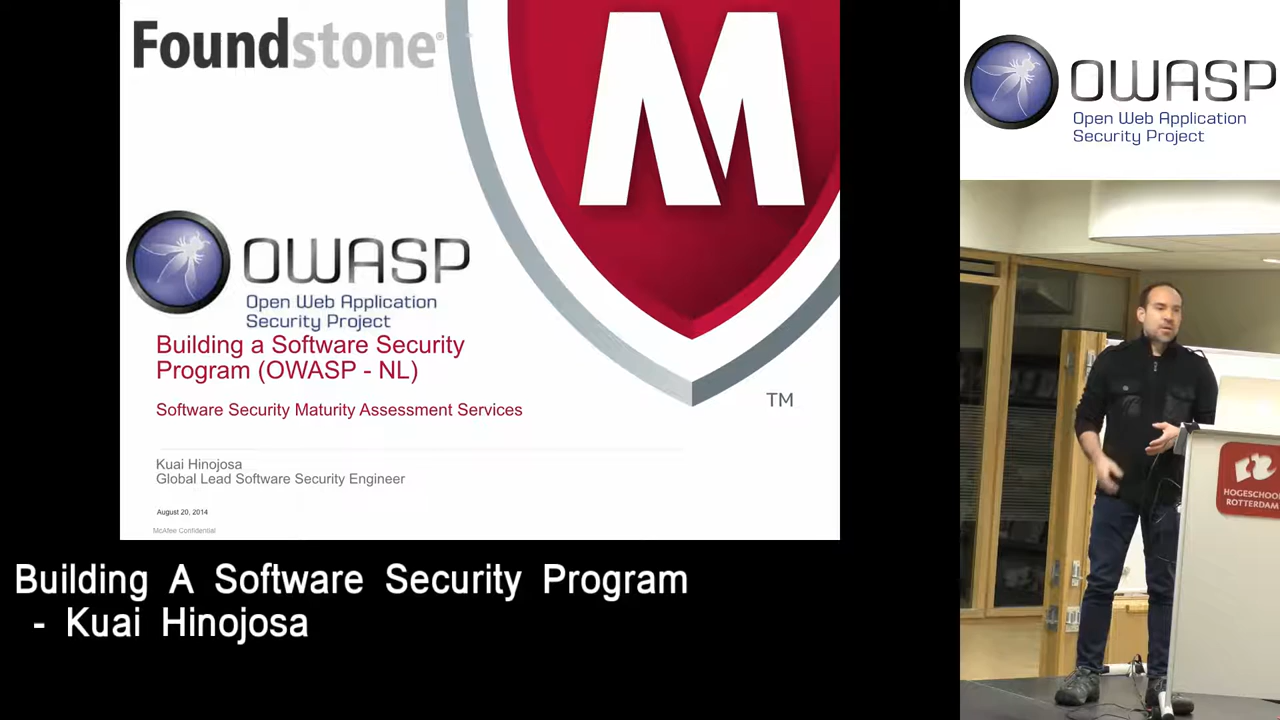 Foundstone®
OWASP
Open Web Application
Security Project
Building a Software Security
Program (OWASP - NL)
Software Security Maturity Assessment Services
TM
Kuai Hinojosa
Global Lead Software Security Engineer
August 20, 2014
McAfee Confidential
Building A Software Security Program
- Kuai Hinojosa
OWASP
Open Web Application
Security Project
HOGESCHOOL
ROTTERDAM